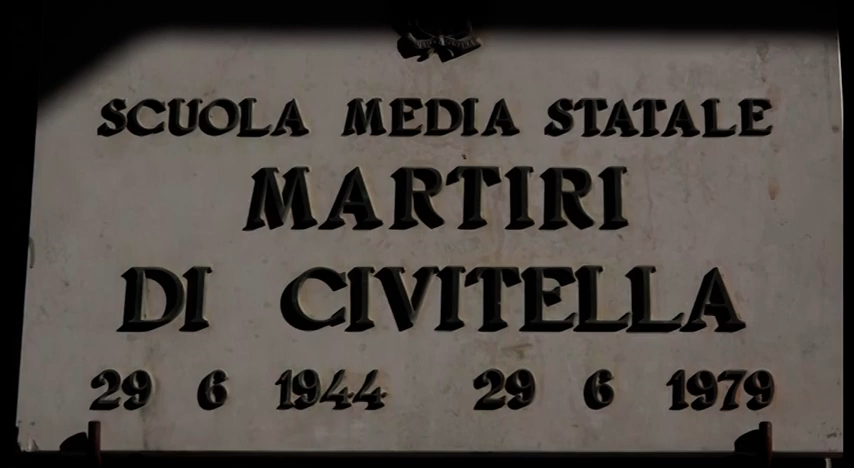 SCUOLA MEDIA STATALE
MARTIRI
DI CIVITELLA
29 6 1944 29 6 1979